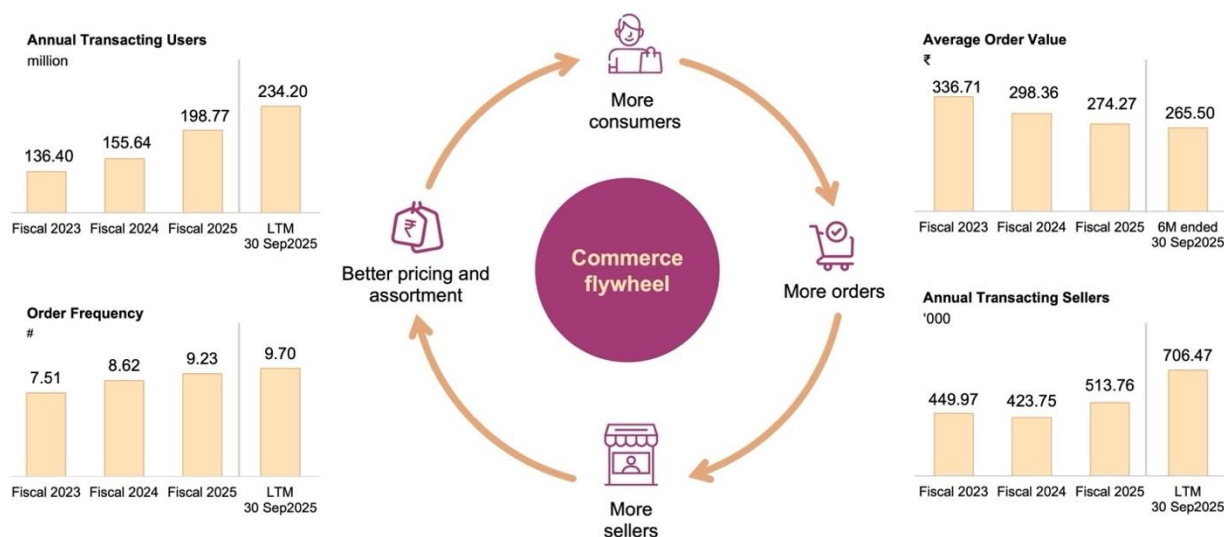 Annual Transacting Users
million
136.40
155.64
198.77
234.20
Fiscal 2023
Fiscal 2024
Fiscal 2025
LTM
30 Sep2025
Order Frequency
#
7.51
8.62
9.23
9.70
Fiscal 2023
Fiscal 2024
Fiscal 2025
LTM
30 Sep2025
More
consumers
₹
Better pricing and
assortment
Commerce
flywheel
More orders
More
sellers
Average Order Value
₹
336.71
298.36
274.27
265.50
Fiscal 2023
Fiscal 2024
Fiscal 2025
6M ended
30 Sep2025
Annual Transacting Sellers
'000
449.97
423.75
513.76
706.47
Fiscal 2023
Fiscal 2024
Fiscal 2025
LTM
30 Sep2025